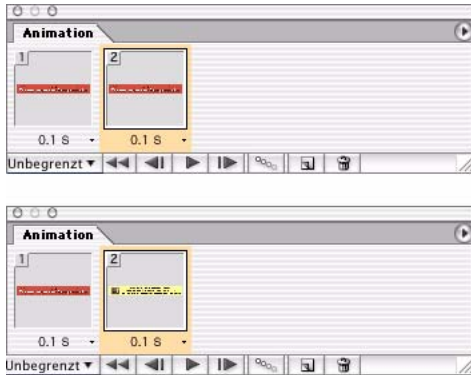 Animation
1 2
0.1 S 0.1 S
Unbegrenzt
Animation
1 2
0.1 S 0.1 S
Unbegrenzt